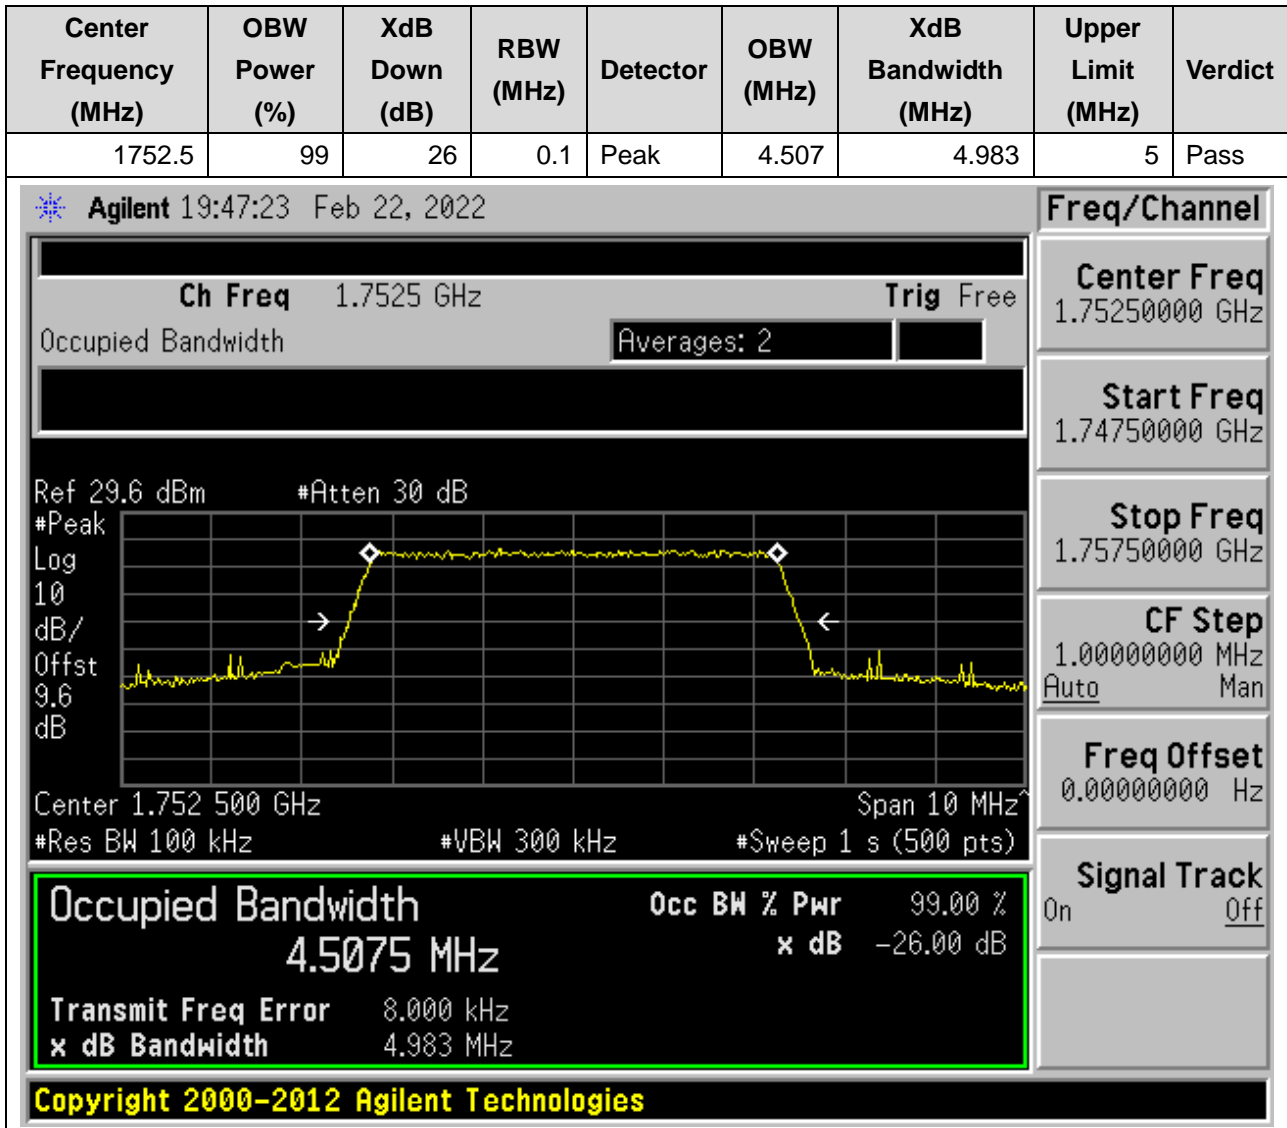 Center Frequency (MHz) OBW Power (%) XdB Down (dB) RBW (MHz) Detector OBW (MHz) XdB Bandwidth (MHz) Upper Limit (MHz) Verdict
1752.5 99 26 0.1 Peak 4.507 4.983 5 Pass
Agilent 19:47:23 Feb 22, 2022
Freq/Channel
Ch Freq 1.7525 GHz Trig Free
Occupied Bandwidth Averages: 2
Center Freq
1.75250000 GHz
Start Freq
1.74750000 GHz
Stop Freq
1.75750000 GHz
CF Step
1.00000000 MHz
Auto Man
Freq Offset
0.00000000 Hz
Signal Track
On Off
Ref 29.6 dBm #Atten 30 dB
#Peak
Log
10
dB/
Offst
9.6
dB
Center 1.752 500 GHz Span 10 MHz^
#Res BW 100 kHz #VBW 300 kHz #Sweep 1 s (500 pts)
Occupied Bandwidth Occ BW % Pwr 99.00 %
4.5075 MHz x dB -26.00 dB
Transmit Freq Error 8.000 kHz
x dB Bandwidth 4.983 MHz
Copyright 2000-2012 Agilent Technologies